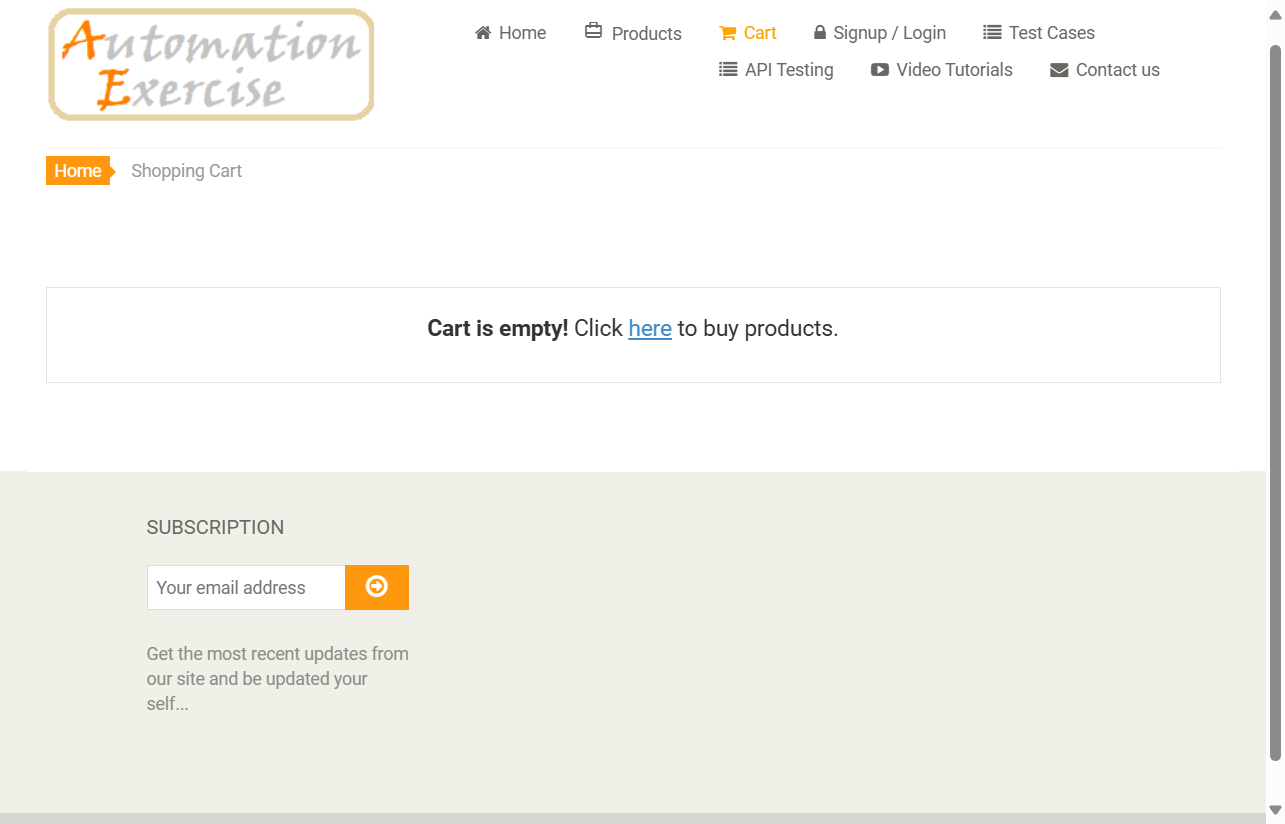 Automation
Exercise
Home Products Cart Signup / Login Test Cases
API Testing Video Tutorials Contact us
Home Shopping Cart
Cart is empty! Click here to buy products.
SUBSCRIPTION
Your email address
Get the most recent updates from
our site and be updated your
self...